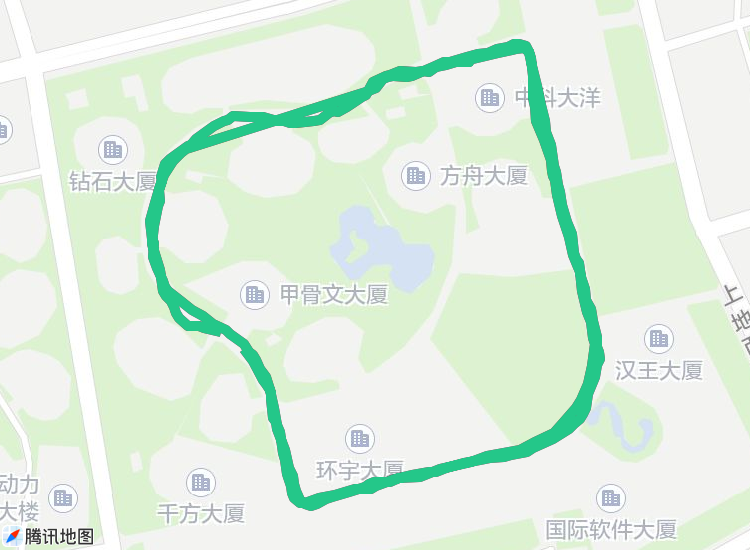 中科大洋
方舟大厦
钻石大厦
甲骨文大厦
上地西
汉王大厦
环宇大厦
动力
大楼
千方大厦
国际软件大厦
腾讯地图